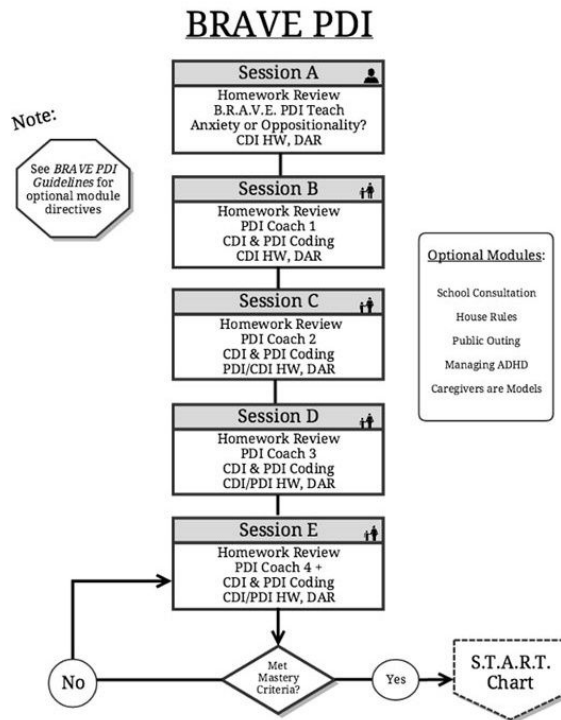 BRAVE PDI
Session A
Homework Review
B.R.A.V.E. PDI Teach
Anxiety or Oppositionality?
CDI HW, DAR
Note:
See BRAVE PDI
Guidelines for
optional module
directives
Session B
Homework Review
PDI Coach 1
CDI & PDI Coding
CDI HW, DAR
Optional Modules:
School Consultation
House Rules
Public Outing
Managing ADHD
Caregivers are Models
Session C
Homework Review
PDI Coach 2
CDI & PDI Coding
PDI/CDI HW, DAR
Session D
Homework Review
PDI Coach 3
CDI & PDI Coding
CDI/PDI HW, DAR
Session E
Homework Review
PDI Coach 4 +
CDI & PDI Coding
CDI/PDI HW, DAR
No
Met
Mastery
Criteria?
Yes
S.T.A.R.T.
Chart